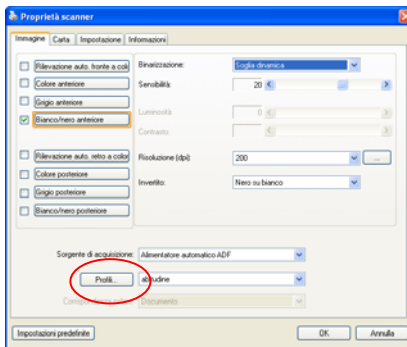 Proprietà scanner
Immagine Carta Impostazione Informazioni
Rilevazione auto. fronte a col
Binarizzazione:
Soglia dinamica
Colore anteriore
Sensibilità
20
Grigio anteriore
Luminosità
0
Bianco/nero anteriore
Contrasto:
Rilevazione auto. retro a color
Risoluzione (dpi):
200
...
Colore posteriore
Invertito:
Nero su bianco
Grigio posteriore
Bianco/nero posteriore
Sorgente di acquisizione:
Alimentatore automatico ADF
Profili...
abitudine
Documento
Impostazioni predefinite
OK
Annulla